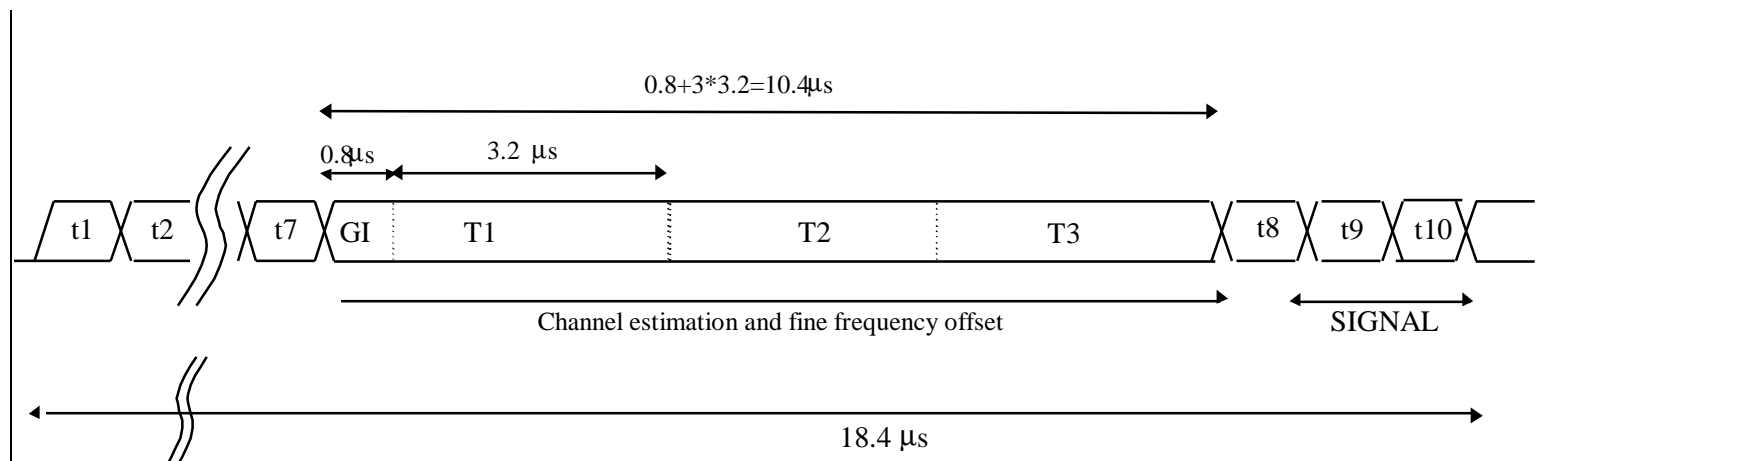 0.8+3*3.2=10.4μs
0.8μs
3.2 μs
t1
t2
t7
GI
T1
T2
T3
t8
t9
t10
Channel estimation and fine frequency offset
SIGNAL
18.4 μs